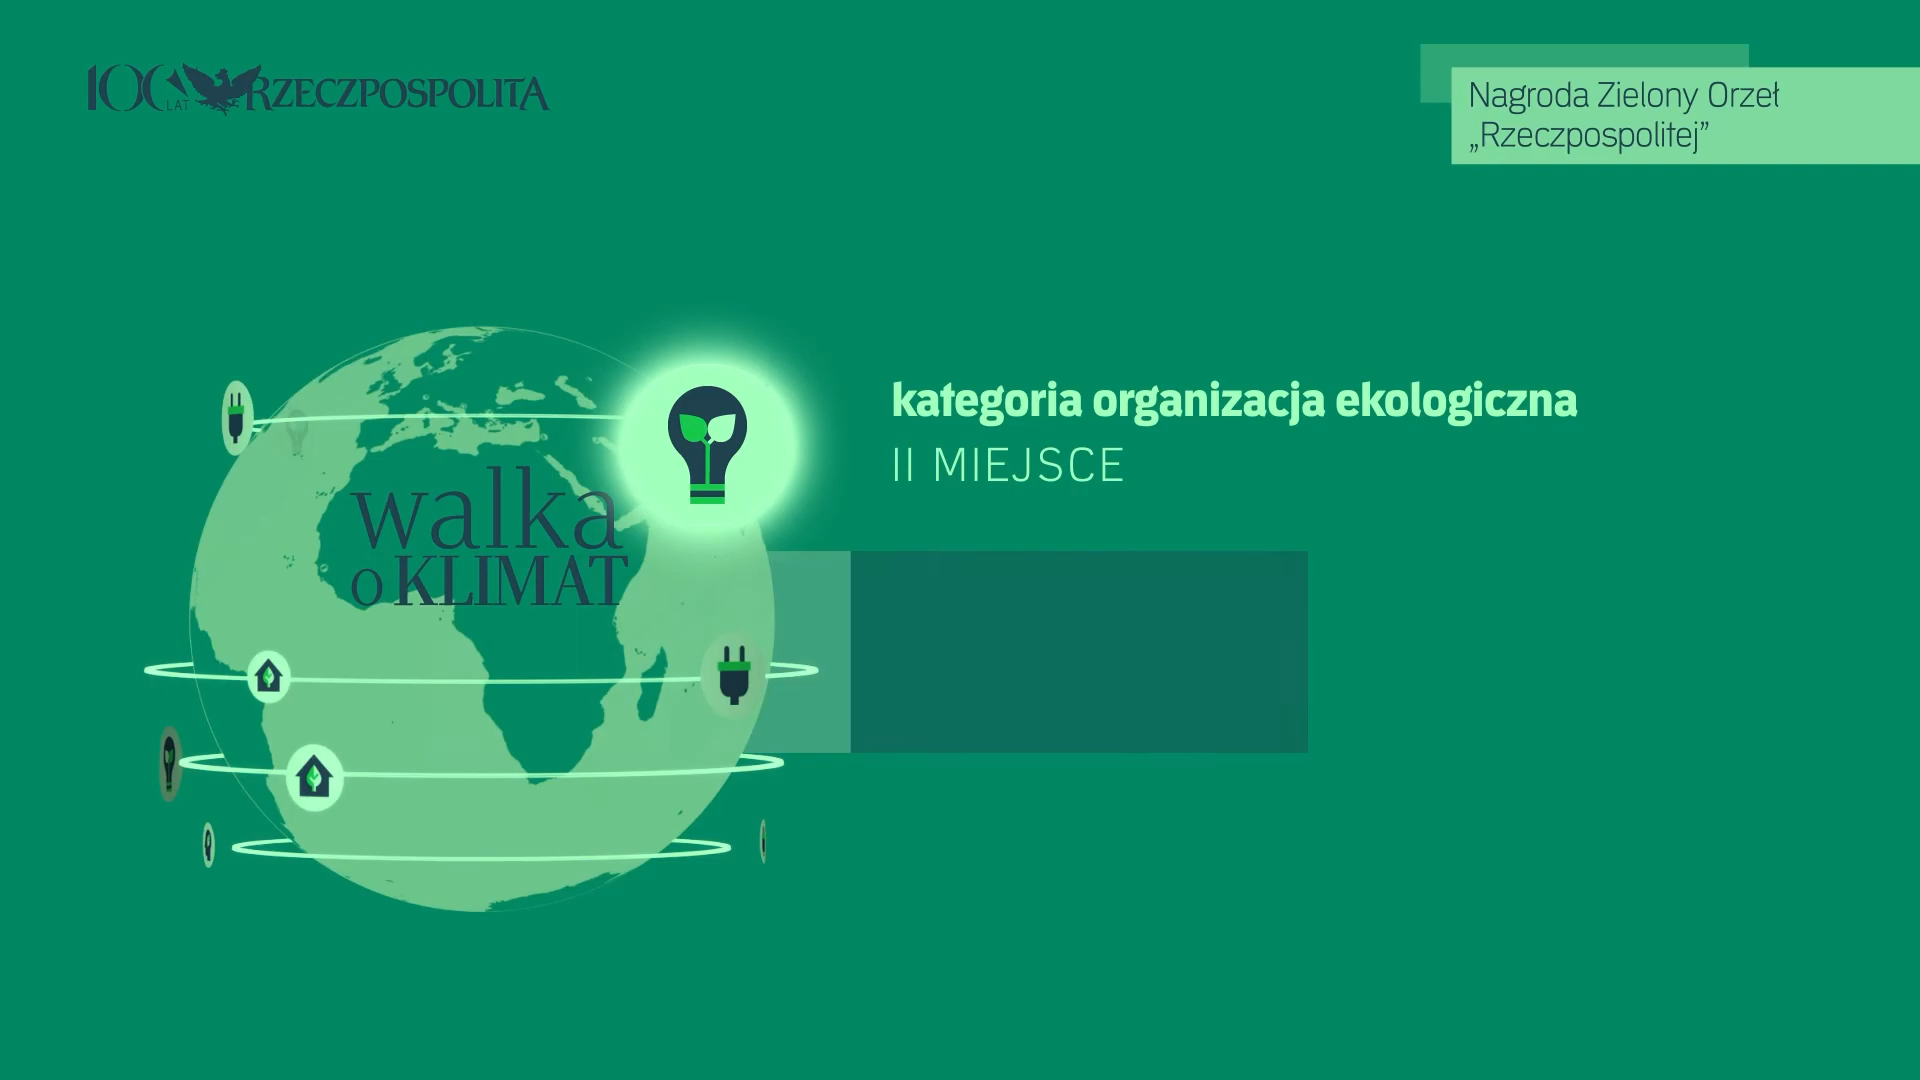 100 LAT RZECZPOSPOLITA
Nagroda Zielony Orzeł
„Rzeczpospolitej”
kategoria organizacja ekologiczna
II MIEJSCE
walka
o KLIMAT